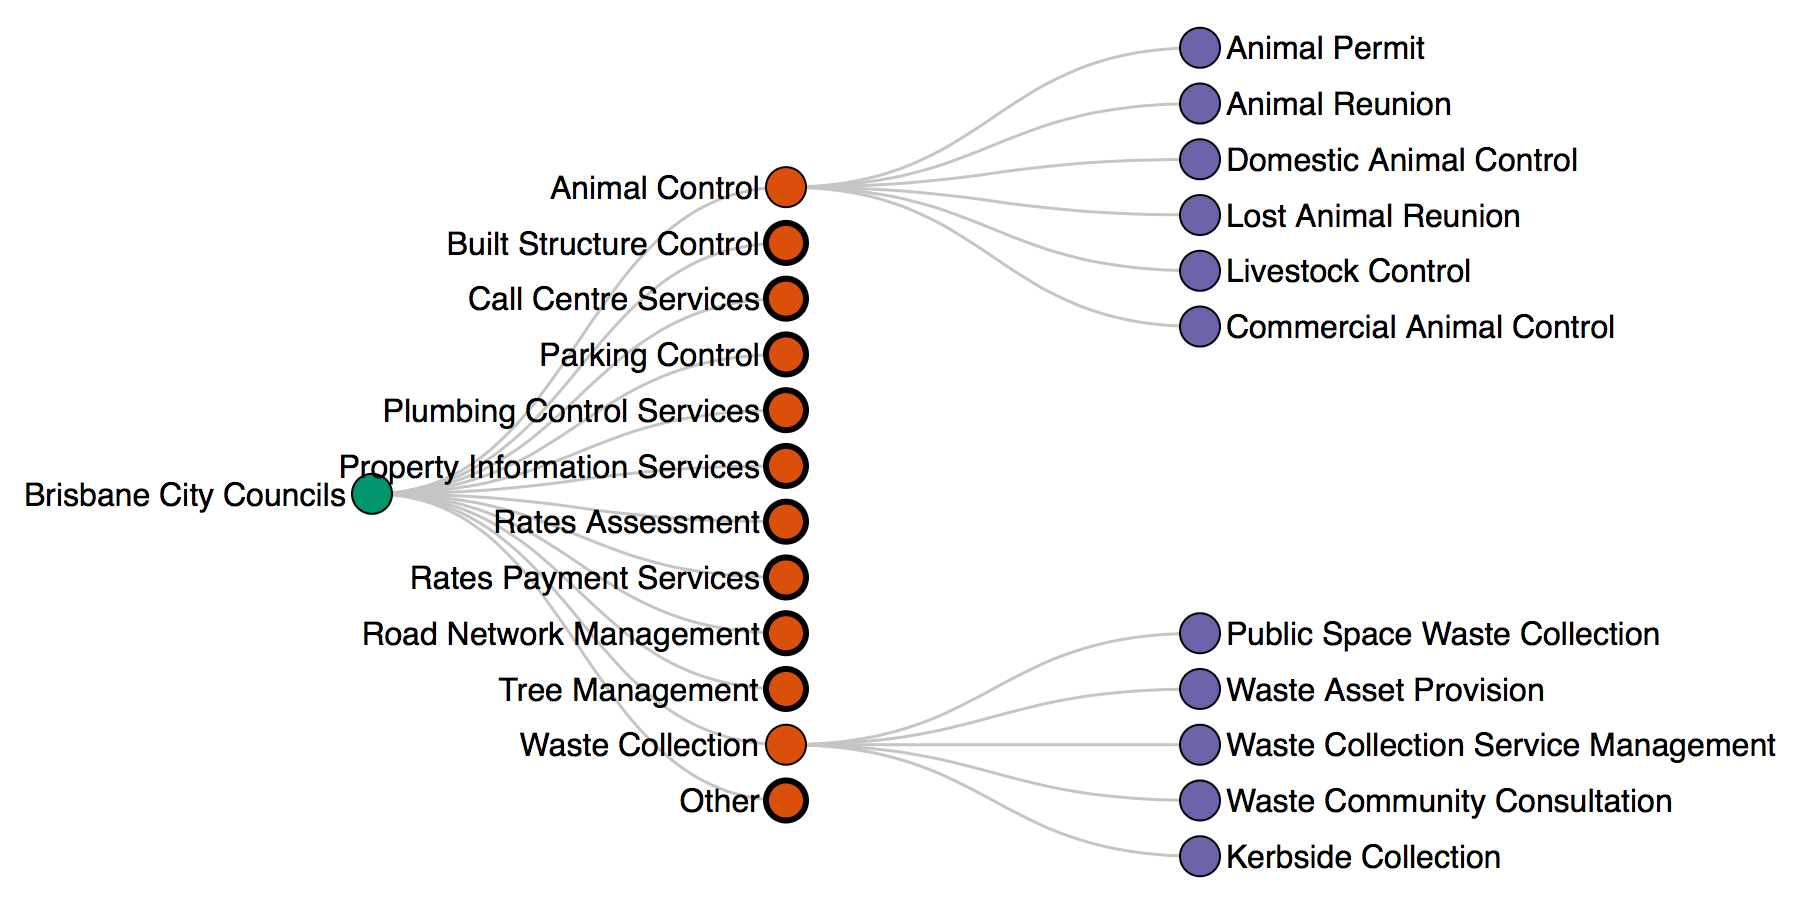 Brisbane City Councils
Animal Control
Built Structure Control
Call Centre Services
Parking Control
Plumbing Control Services
Property Information Services
Rates Assessment
Rates Payment Services
Road Network Management
Tree Management
Waste Collection
Other
Animal Permit
Animal Reunion
Domestic Animal Control
Lost Animal Reunion
Livestock Control
Commercial Animal Control
Public Space Waste Collection
Waste Asset Provision
Waste Collection Service Management
Waste Community Consultation
Kerbside Collection